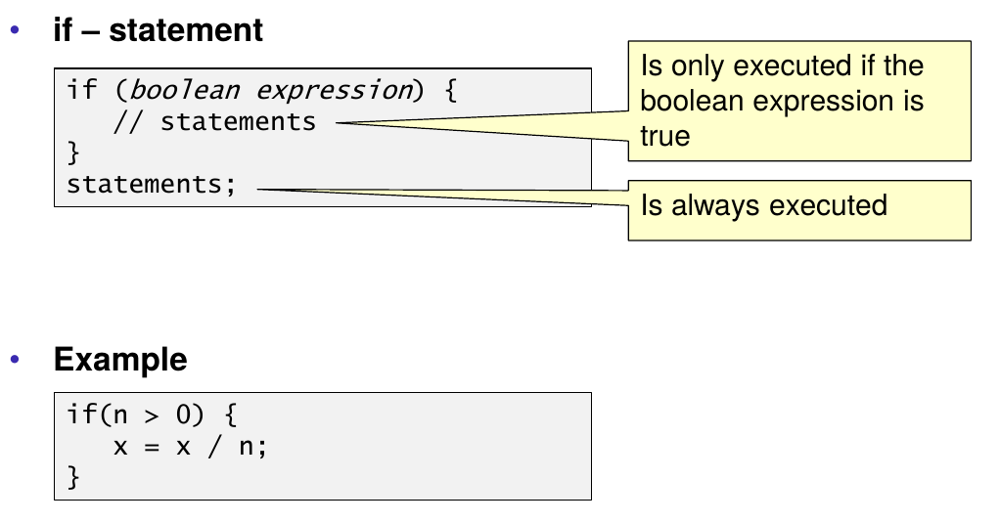 • if – statement
if (boolean expression) {
// statements
}
statements;
Is only executed if the
boolean expression is
true
Is always executed
• Example
if(n > 0) {
x = x / n;
}